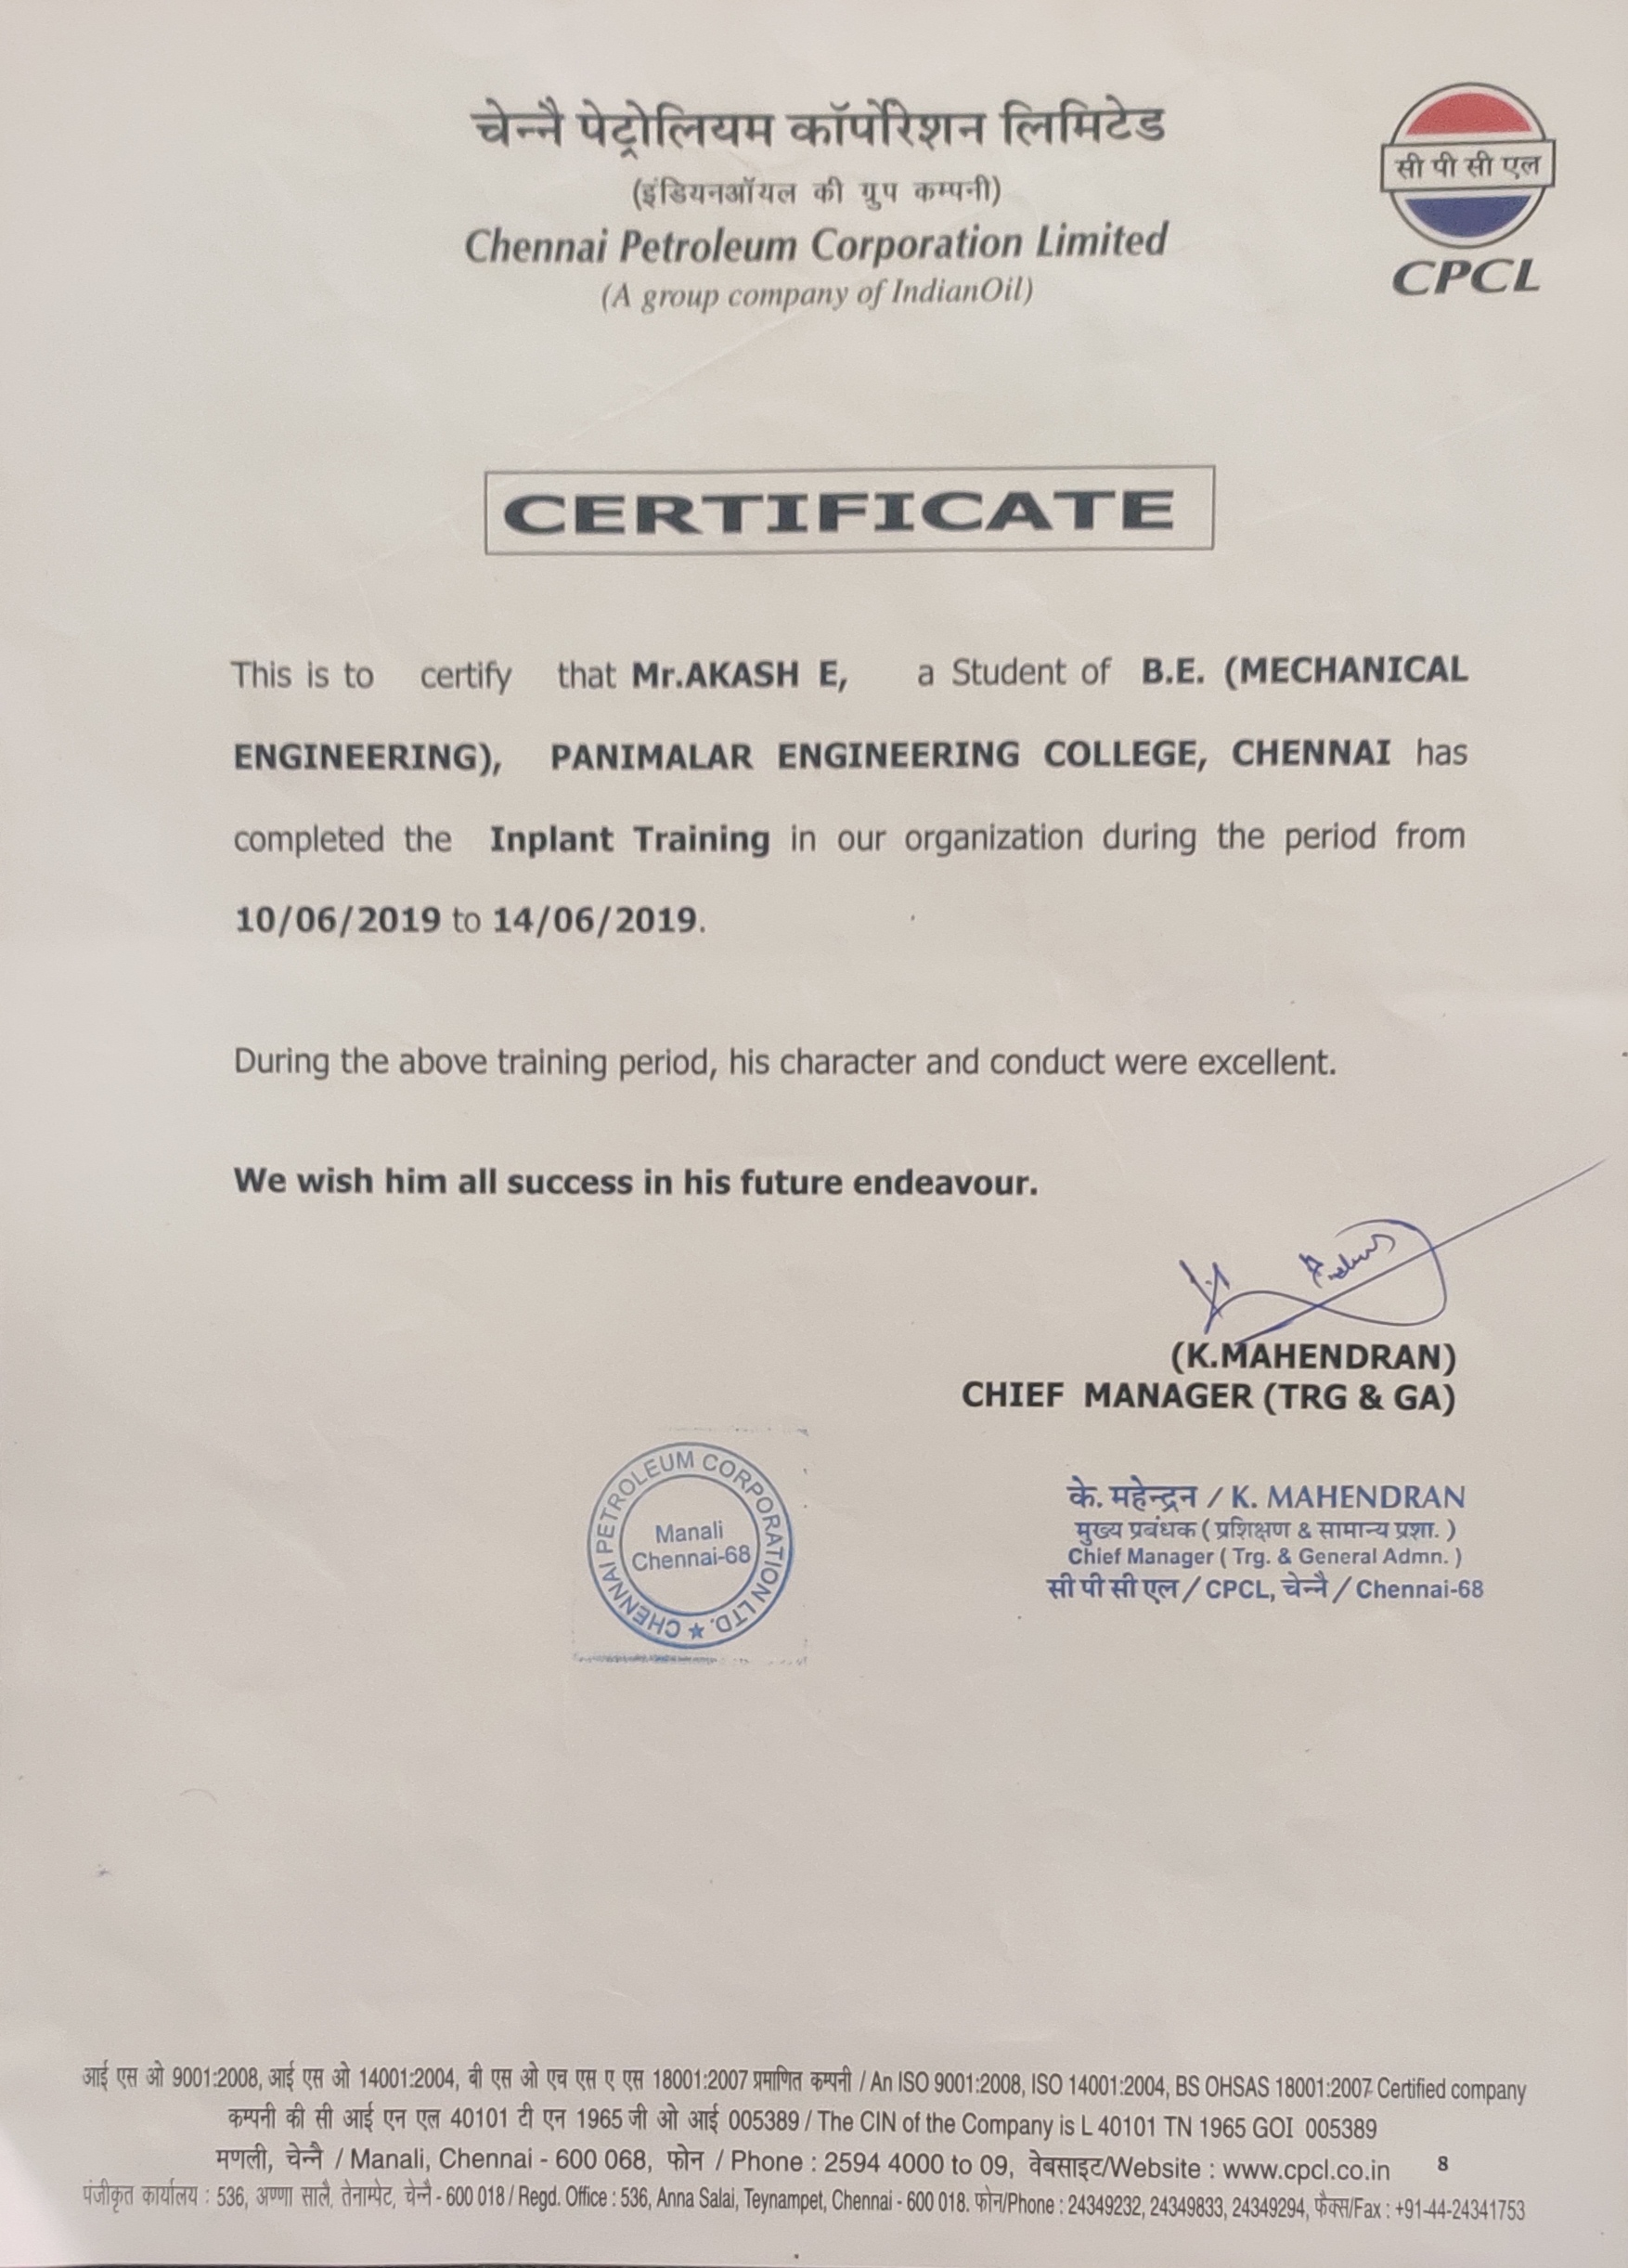 चेन्नै पेट्रोलियम कॉर्पोरेशन लिमिटेड
(इंडियनऑयल की ग्रुप कम्पनी)
Chennai Petroleum Corporation Limited
(A group company of IndianOil)
सी पी सी एल
CPCL
CERTIFICATE
This is to certify that Mr.AKASH E, a Student of B.E. (MECHANICAL
ENGINEERING), PANIMALAR ENGINEERING COLLEGE, CHENNAI has
completed the Inplant Training in our organization during the period from
10/06/2019 to 14/06/2019.
During the above training period, his character and conduct were excellent.
We wish him all success in his future endeavour.
(K.MAHENDRAN)
CHIEF MANAGER (TRG & GA)
CHENNAI PETROLEUM CORPORATION LTD. ★
Manali
Chennai-68
के. महेन्द्रन / K. MAHENDRAN
मुख्य प्रबंधक ( प्रशिक्षण & सामान्य प्रशा. )
Chief Manager ( Trg. & General Admn. )
सी पी सी एल / CPCL, चेन्नै / Chennai-68
आई एस ओ 9001:2008, आई एस ओ 14001:2004, बी एस ओ एच एस ए एस 18001:2007 प्रमाणित कम्पनी / An ISO 9001:2008, ISO 14001:2004, BS OHSAS 18001:2007 Certified company
कम्पनी की सी आई एन एल 40101 टी एन 1965 जी ओ आई 005389 / The CIN of the Company is L 40101 TN 1965 GOI 005389
मणली, चेन्नै / Manali, Chennai - 600 068, फोन / Phone : 2594 4000 to 09, वेबसाइट/Website : www.cpcl.co.in 8
पंजीकृत कार्यालय : 536, अण्णा सालै, तेनाम्पेट, चेन्नै - 600 018 / Regd. Office : 536, Anna Salai, Teynampet, Chennai - 600 018. फोन/Phone : 24349232, 24349833, 24349294, फैक्स/Fax : +91-44-24341753